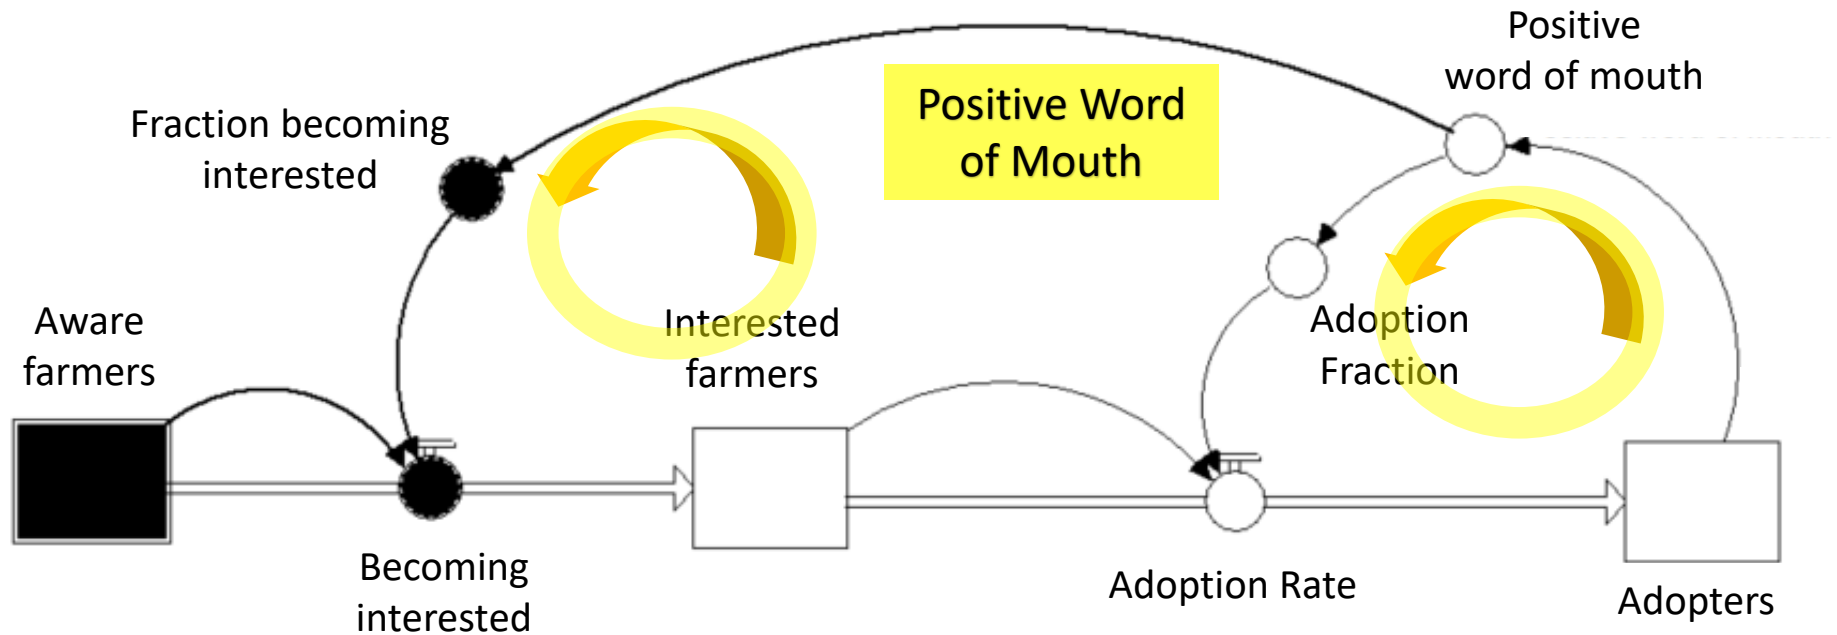 Positive
word of mouth
Positive Word
of Mouth
Fraction becoming
interested
Aware
farmers
Interested
farmers
Adoption
Fraction
Becoming
interested
Adoption Rate
Adopters